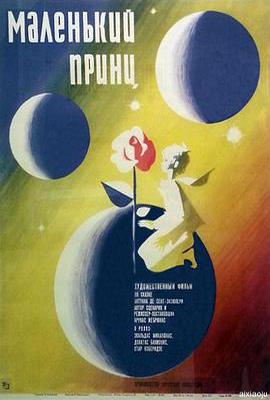 маленький
принц
ХУДОЖЕСТВЕННЫЙ ФИЛЬМ
ПО СКАЗКЕ
АНТУАНА ДЕ СЕНТ-ЭКЗЮПЕРИ
АВТОР СЦЕНАРИЯ И
РЕЖИССЕР-ПОСТАНОВЩИК
АРУНАС ЖЕБРЮНАС
В РОЛЯХ
ЭВАЛЬДАС МИКАЛЮНАС,
ДОНАТАС БАНИОНИС,
ОТАР КОБЕРИДЗЕ
aixiaoju